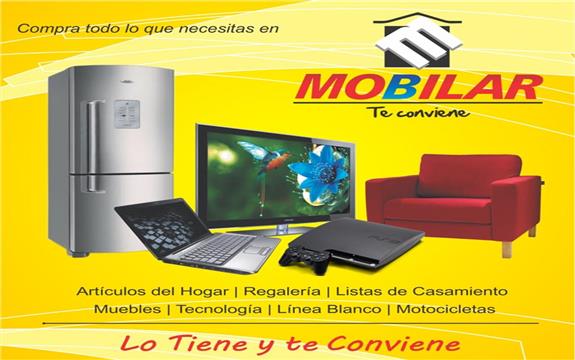 Compra todo lo que necesitas en
m
MOBILAR
Te conviene
Artículos del Hogar | Regalería | Listas de Casamiento
Muebles | Tecnología | Línea Blanco | Motocicletas
Lo Tiene y te Conviene